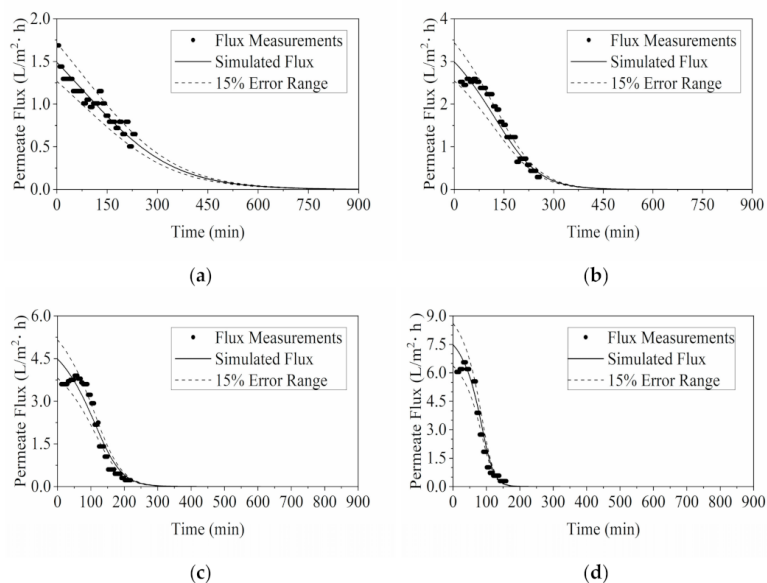 2.0
1.5
1.0
0.5
0.0
Permeate Flux (L/m²· h)
Flux Measurements
Simulated Flux
15% Error Range
0 150 300 450 600 750 900
Time (min)
(a)
4
3
2
1
0
Permeate Flux (L/m²· h)
Flux Measurements
Simulated Flux
15% Error Range
0 150 300 450 600 750 900
Time (min)
(b)
6.0
4.5
3.0
1.5
0.0
Permeate Flux (L/m²· h)
Flux Measurements
Simulated Flux
15% Error Range
0 100 200 300 400 500 600 700 800 900
Time (min)
(c)
9.0
7.5
6.0
4.5
3.0
1.5
0.0
Permeate Flux (L/m²· h )
Flux Measurements
Simulated Flux
15% Error Range
0 100 200 300 400 500 600 700 800 900
Time (min)
(d)